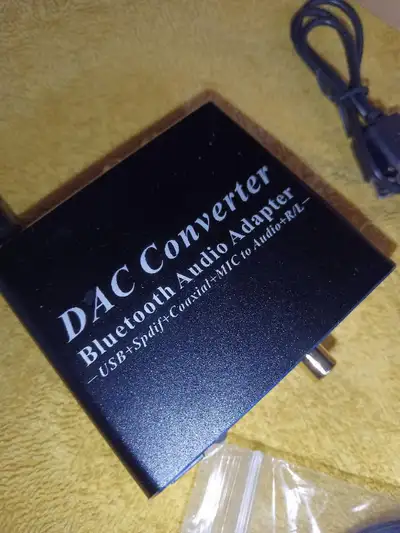 DAC Converter
Bluetooth Audio Adapter
—USB+Spdif+Coaxial+MIC to Audio+R/L—